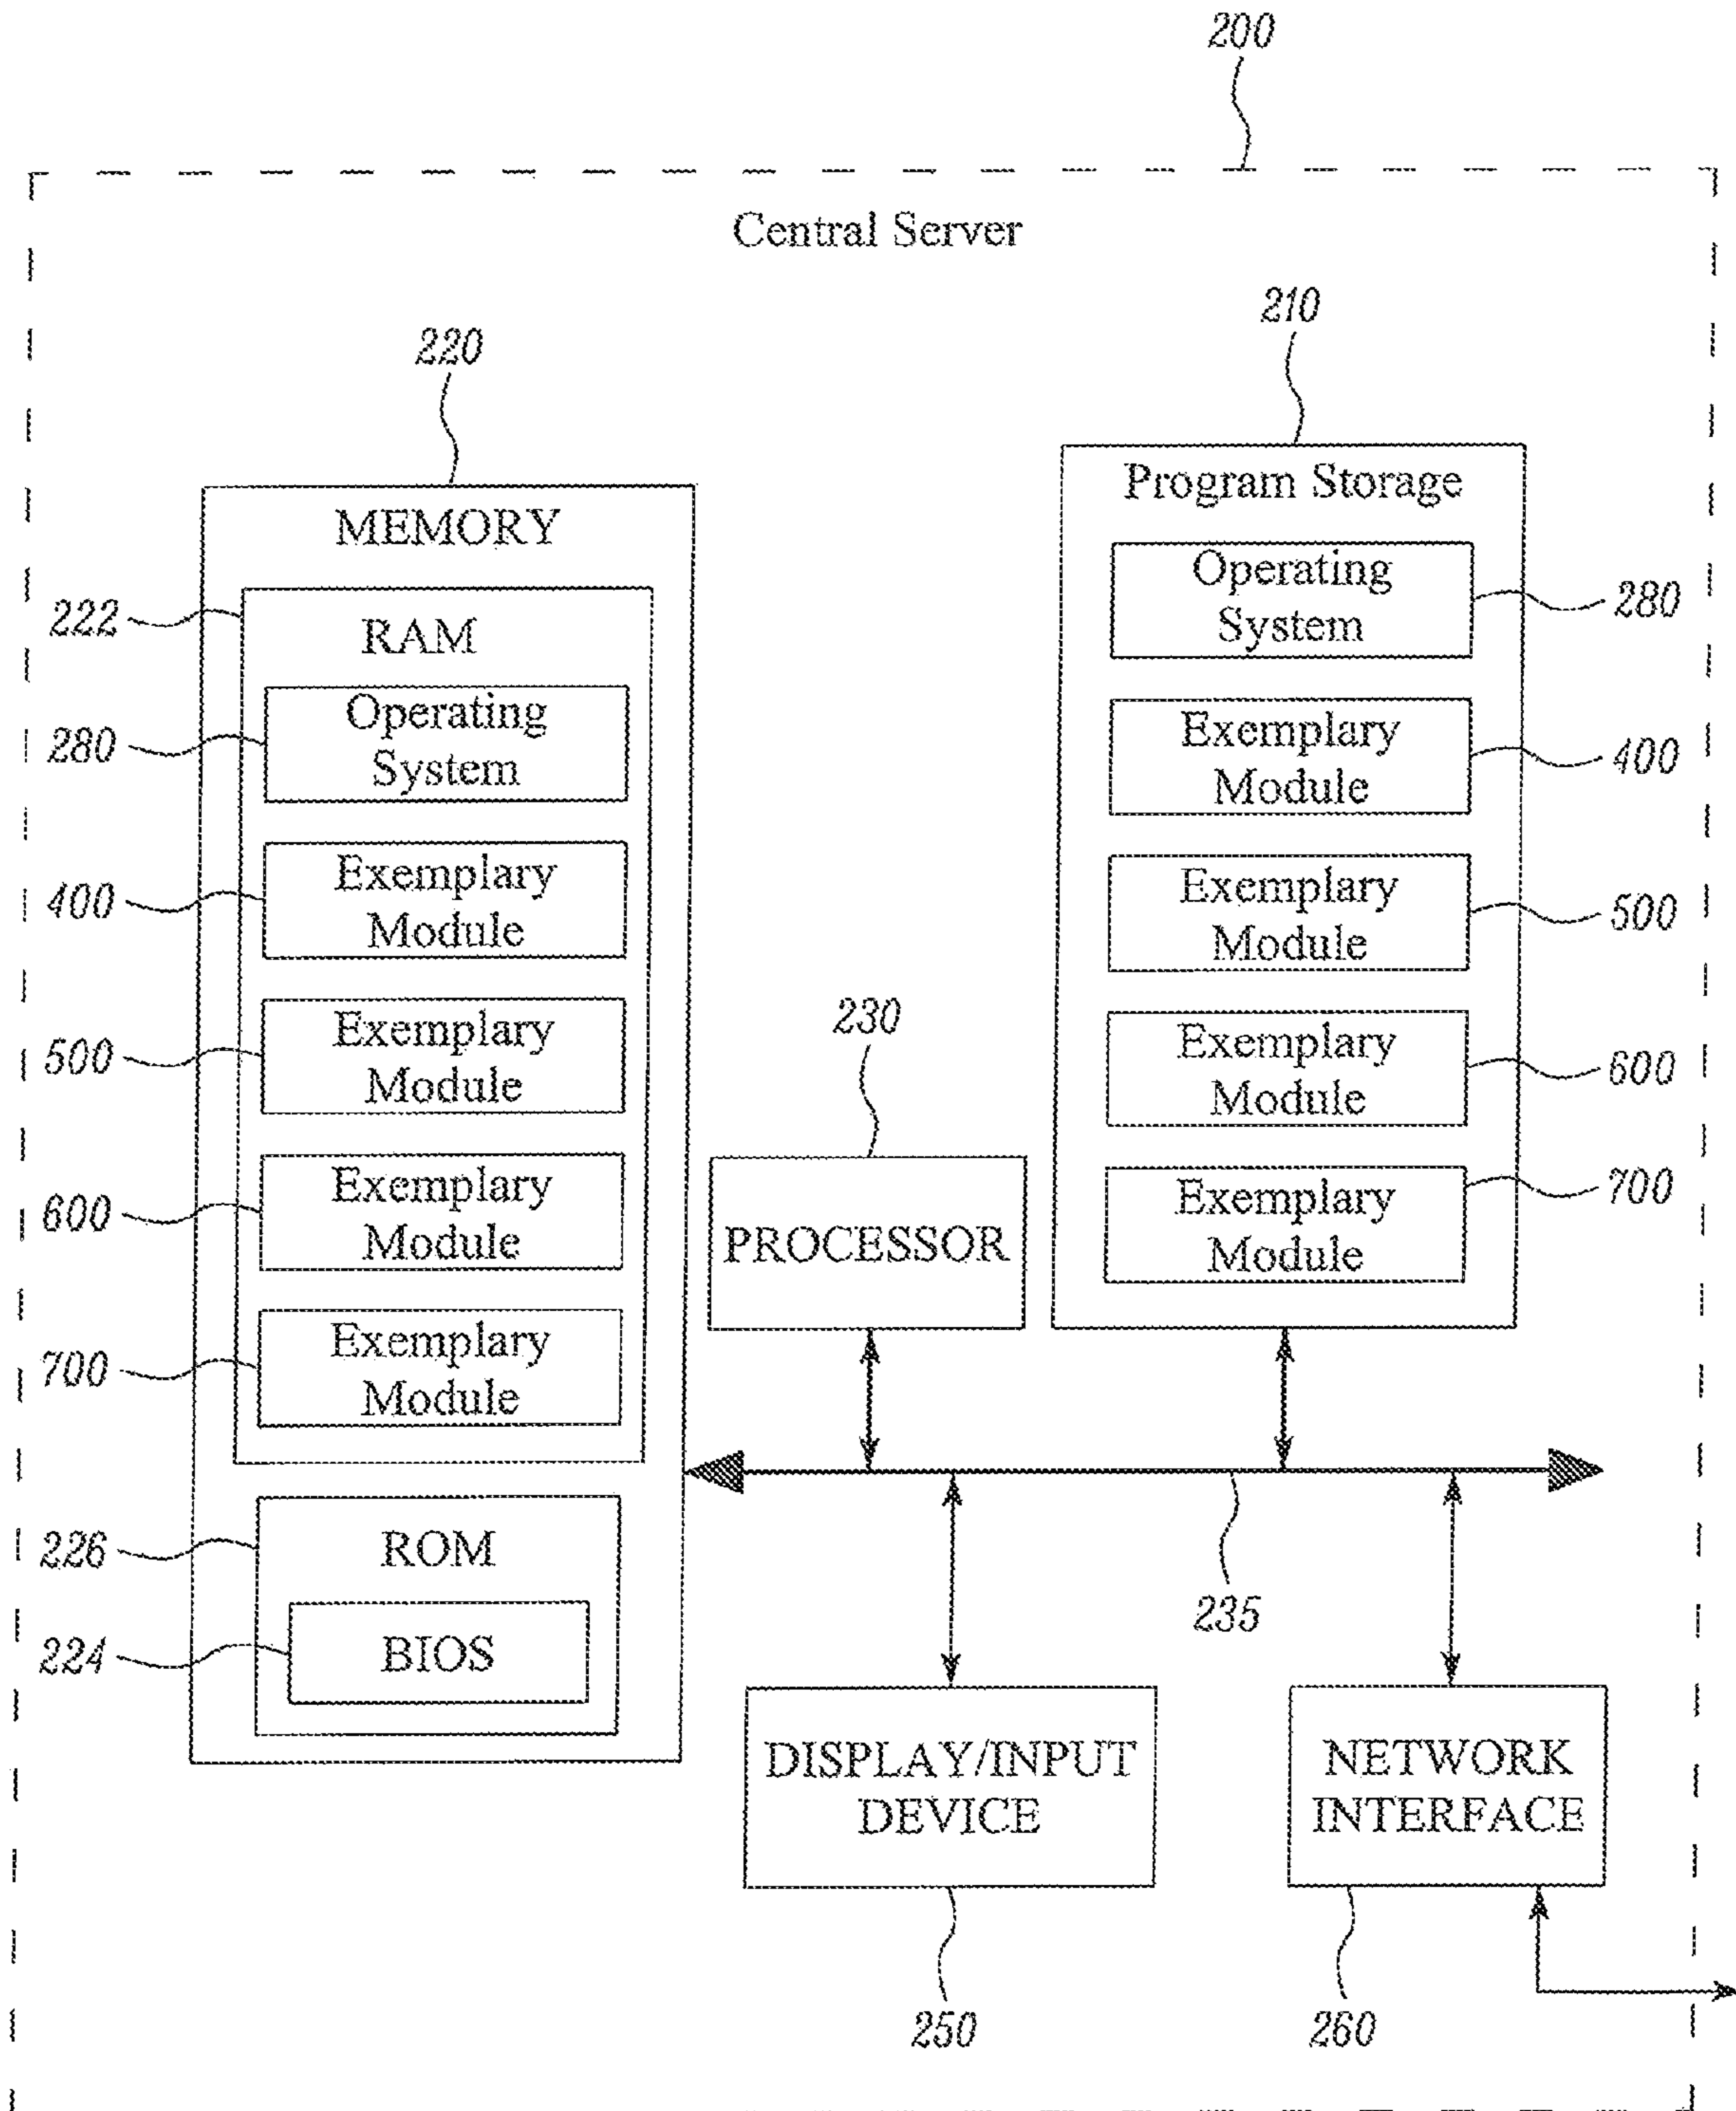 200
Central Server
210
220
Program Storage
MEMORY
Operating
System
280
222
RAM
Operating
System
280
Exemplary
Module
400
Exemplary
Module
400
Exemplary
Module
500
Exemplary
Module
500
230
Exemplary
Module
600
Exemplary
Module
600
PROCESSOR
Exemplary
Module
700
Exemplary
Module
700
226
ROM
235
224
BIOS
DISPLAY/INPUT
DEVICE
NETWORK
INTERFACE
250
260